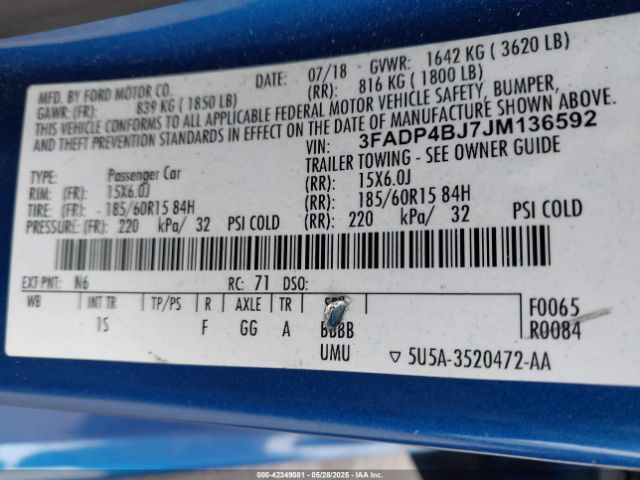 MFD. BY FORD MOTOR CO.
DATE: 07/18 GVWR: 1642 KG ( 3620 LB)
GAWR: (FR): 839 KG ( 1850 LB) (RR): 816 KG ( 1800 LB)
THIS VEHICLE CONFORMS TO ALL APPLICABLE FEDERAL MOTOR VEHICLE SAFETY, BUMPER,
AND THEFT PREVENTION STANDARDS IN EFFECT ON THE DATE OF MANUFACTURE SHOWN ABOVE.
VIN: 3FADP4BJ7JM136592
TYPE: Passenger Car TRAILER TOWING - SEE OWNER GUIDE
RIM: (FR): 15X6.0J (RR): 15X6.0J
TIRE: (FR): 185/60R15 84H (RR): 185/60R15 84H
PRESSURE: (FR): 220 kPa/ 32 PSI COLD (RR): 220 kPa/ 32 PSI COLD
EXT PNT: N6 RC: 71 DSO:
WB INT TR TP/PS R AXLE TR F0065
1S F GG A BBBB R0084
UMU ▽ 5U5A-3520472-AA
000-42349081 - 05/28/2025 - IAAI.COM